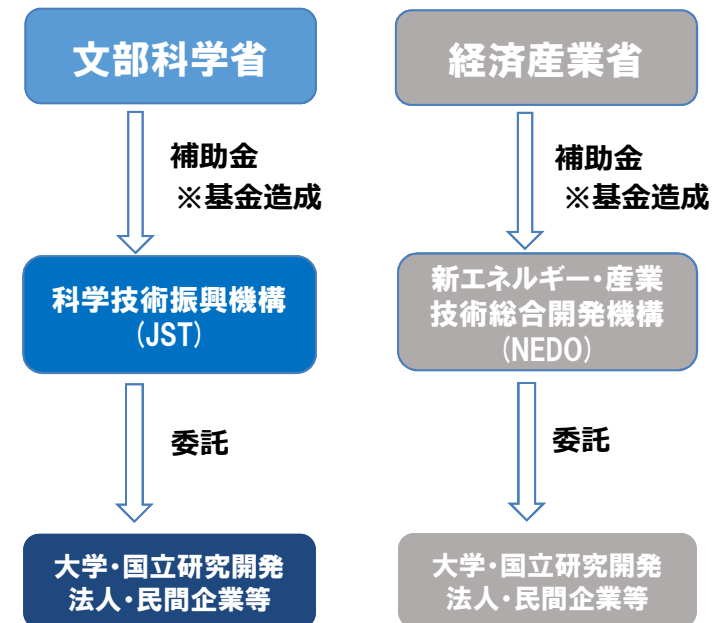 文部科学省
補助金
※基金造成
科学技術振興機構
(JST)
委託
大学・国立研究開発
法人・民間企業等
経済産業省
補助金
※基金造成
新エネルギー・産業
技術総合開発機構
(NEDO)
委託
大学・国立研究開発
法人・民間企業等